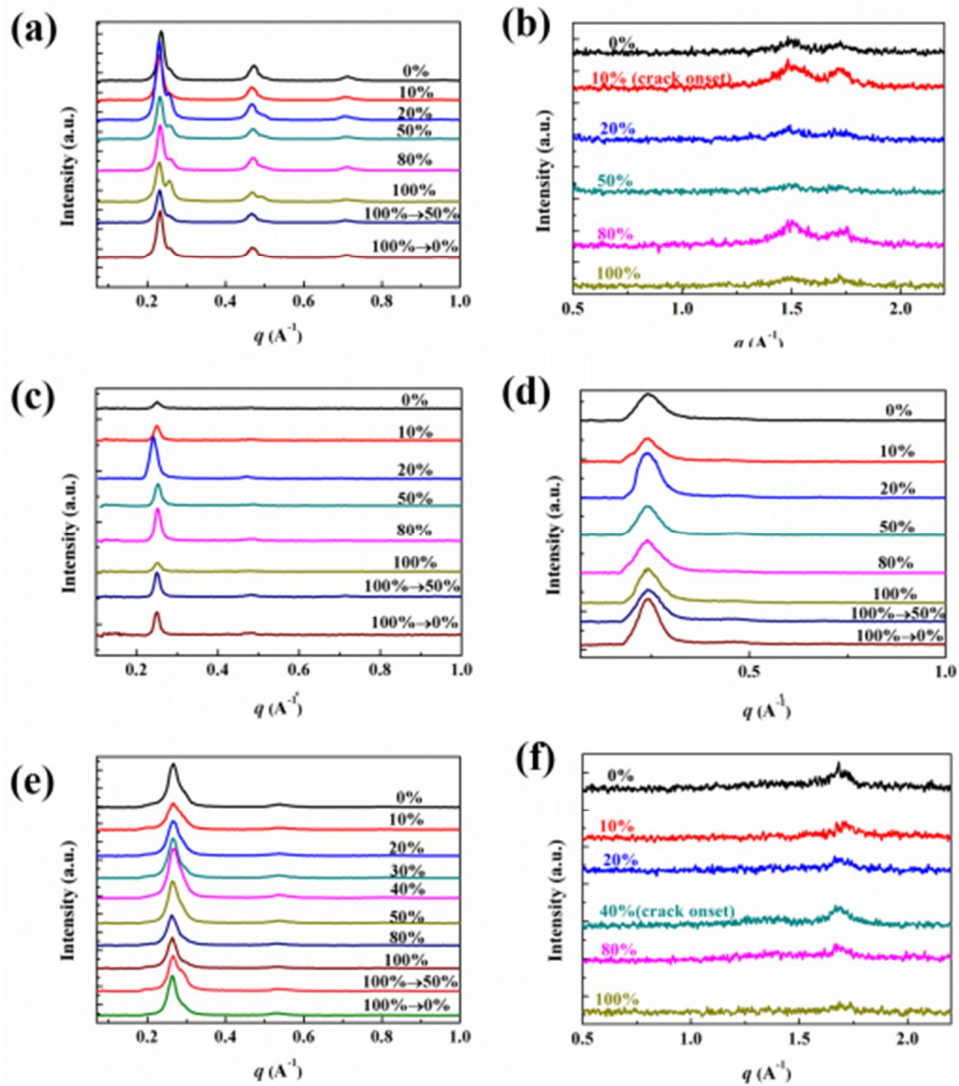 (a)
Intensity (a.u.)
0%
10%
20%
50%
80%
100%
100%→50%
100%→0%
0.2 0.4 0.6 0.8 1.0
q (A⁻¹)
(b)
Intensity (a.u.)
0%
10% (crack onset)
20%
50%
80%
100%
0.5 1.0 1.5 2.0
q (A⁻¹)
(c)
Intensity (a.u.)
0%
10%
20%
50%
80%
100%
100%→50%
100%→0%
0.2 0.4 0.6 0.8 1.0
q (A⁻¹)
(d)
Intensity (a.u.)
0%
10%
20%
50%
80%
100%
100%→50%
100%→0%
0.5 1.0
q (A⁻¹)
(e)
Intensity (a.u.)
0%
10%
20%
30%
40%
50%
80%
100%
100%→50%
100%→0%
0.2 0.4 0.6 0.8 1.0
q (A⁻¹)
(f)
Intensity (a.u.)
0%
10%
20%
40%(crack onset)
80%
100%
0.5 1.0 1.5 2.0
q (A⁻¹)